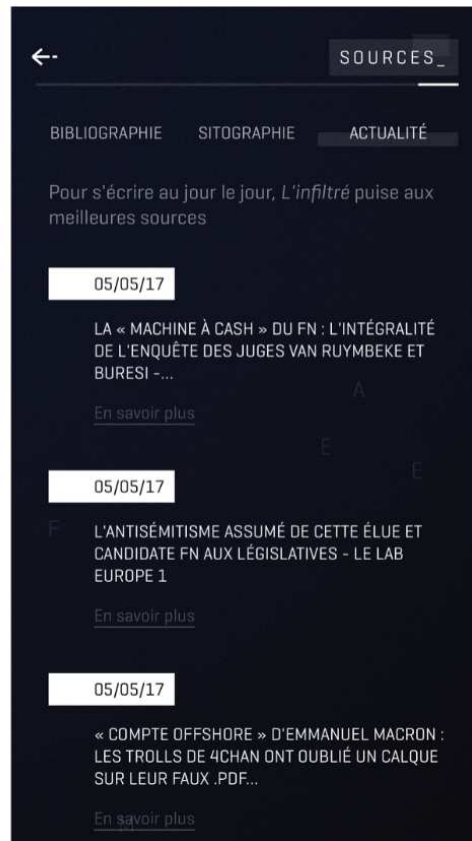 SOURCES_
BIBLIOGRAPHIE SITOGRAPHIE ACTUALITÉ
Pour s'écrire au jour le jour, L'infiltré puise aux
meilleures sources
05/05/17
LA « MACHINE À CASH » DU FN : L'INTÉGRALITÉ
DE L'ENQUÊTE DES JUGES VAN RUYMBEKE ET
BURESI -...
A
En savoir plus
E
E
05/05/17
F
L'ANTISÉMITISME ASSUMÉ DE CETTE ÉLUE ET
CANDIDATE FN AUX LÉGISLATIVES - LE LAB
EUROPE 1
En savoir plus
05/05/17
« COMPTE OFFSHORE » D'EMMANUEL MACRON :
LES TROLLS DE 4CHAN ONT OUBLIÉ UN CALQUE
SUR LEUR FAUX .PDF...
En savoir plus